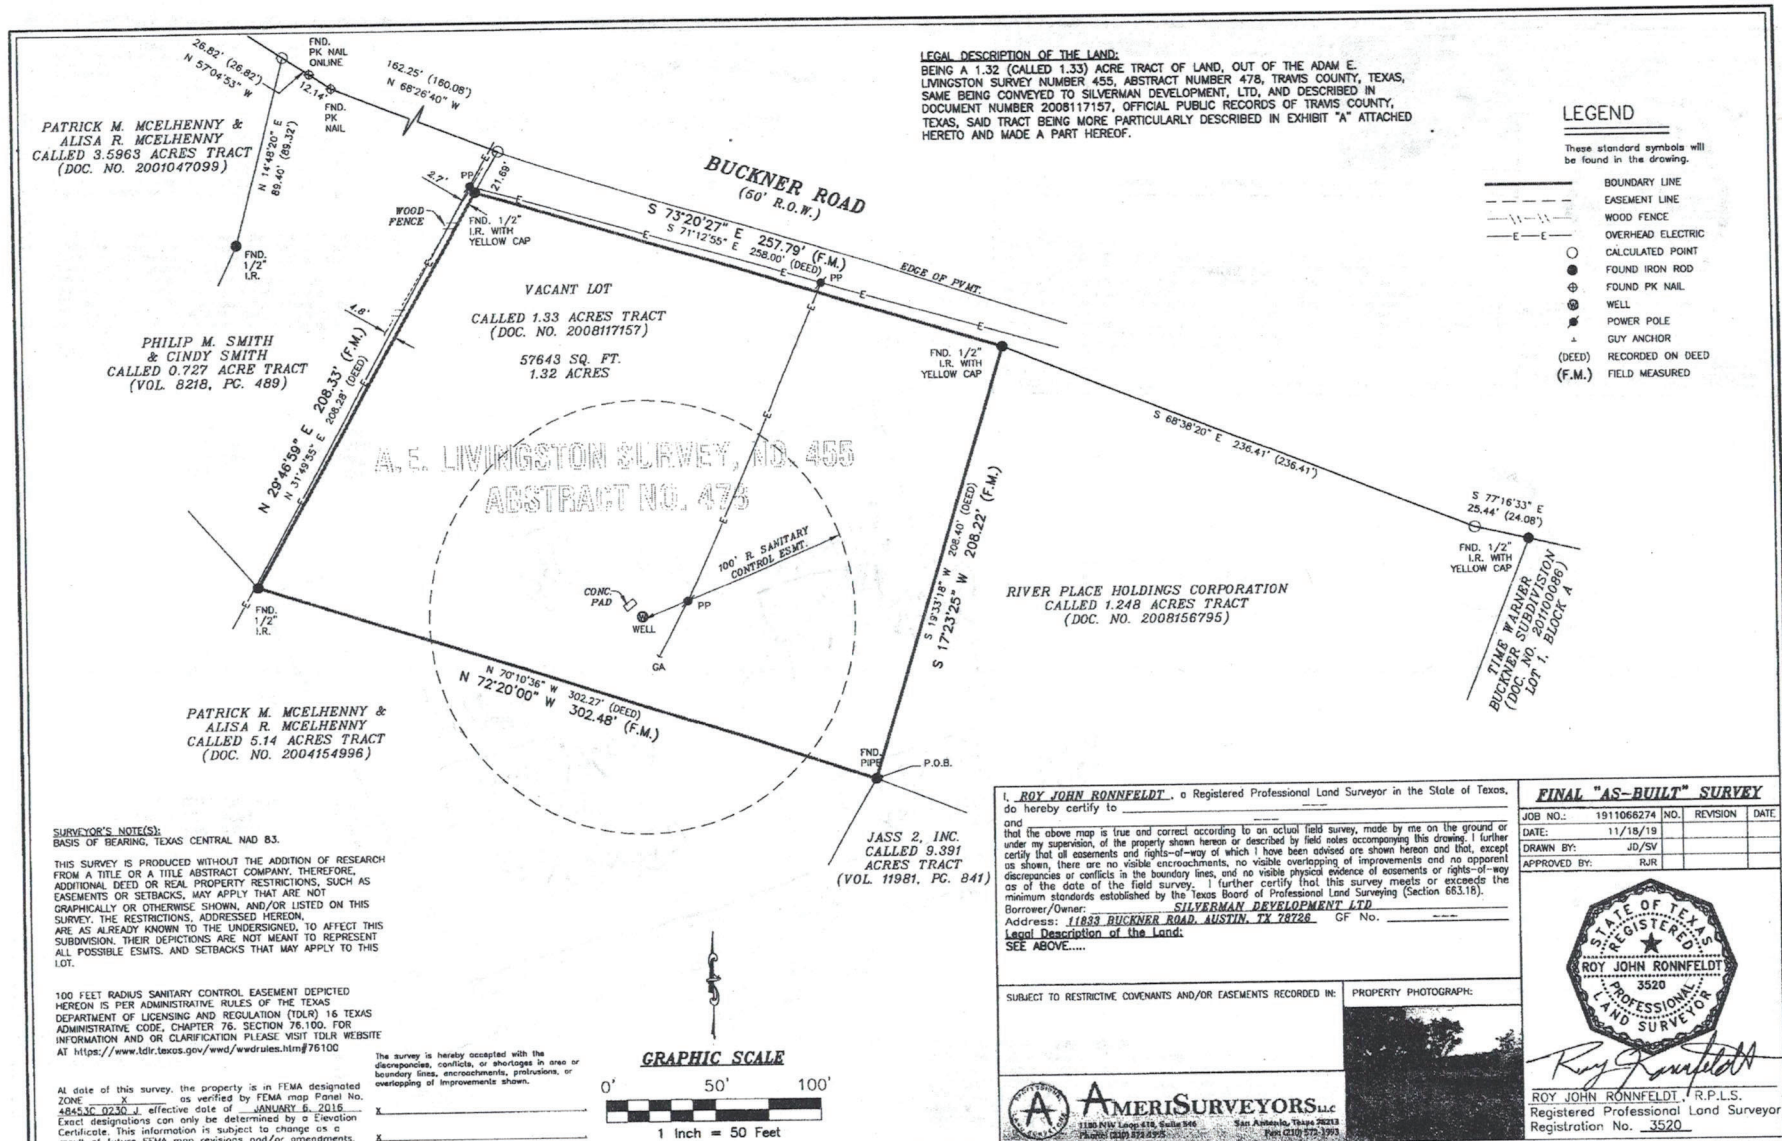 26.82' (26.82')
N 57°04'53" W
FND.
PK NAIL
ONLINE
12.14'
FND.
PK
NAIL
162.25' (160.08')
N 68°26'40" W
PATRICK M. MCELHENNY &
ALISA R. MCELHENNY
CALLED 3.5963 ACRES TRACT
(DOC. NO. 2001047099)
N 14°48'20" E
89.40' (89.32')
FND.
1/2"
I.R.
LEGAL DESCRIPTION OF THE LAND:
BEING A 1.32 (CALLED 1.33) ACRE TRACT OF LAND, OUT OF THE ADAM E.
LIVINGSTON SURVEY NUMBER 455, ABSTRACT NUMBER 478, TRAVIS COUNTY, TEXAS,
SAME BEING CONVEYED TO SILVERMAN DEVELOPMENT, LTD, AND DESCRIBED IN
DOCUMENT NUMBER 2008117157, OFFICIAL PUBLIC RECORDS OF TRAVIS COUNTY,
TEXAS, SAID TRACT BEING MORE PARTICULARLY DESCRIBED IN EXHIBIT "A" ATTACHED
HERETO AND MADE A PART HEREOF.
LEGEND
These standard symbols will
be found in the drawing.
BOUNDARY LINE
EASEMENT LINE
WOOD FENCE
E E OVERHEAD ELECTRIC
CALCULATED POINT
FOUND IRON ROD
FOUND PK NAIL
WELL
POWER POLE
GUY ANCHOR
(DEED) RECORDED ON DEED
(F.M.) FIELD MEASURED
BUCKNER ROAD
(60' R.O.W.)
21.69'
2.7'
PP
WOOD
FENCE
FND. 1/2"
I.R. WITH
YELLOW CAP
S 73°20'27" E 257.79' (F.M.)
S 71°12'55" E 258.00' (DEED)
PP
EDGE OF PVMT.
VACANT LOT
CALLED 1.33 ACRES TRACT
(DOC. NO. 2008117157)
57643 SQ. FT.
1.32 ACRES
4.8'
PHILIP M. SMITH
& CINDY SMITH
CALLED 0.727 ACRE TRACT
(VOL. 8218, PG. 489)
N 29°46'59" E 208.33' (F.M.)
N 31°49'55" E 208.28' (DEED)
FND. 1/2"
I.R. WITH
YELLOW CAP
A.E. LIVINGSTON SURVEY, NO. 455
ABSTRACT NO. 478
S 68°38'20" E 236.41' (236.41')
S 77°16'33" E
25.44' (24.08')
FND. 1/2"
I.R. WITH
YELLOW CAP
100' R. SANITARY
CONTROL ESMT.
CONC.
PAD
WELL
PP
GA
S 19°33'18" W 208.40' (DEED)
S 17°23'25" W 208.22' (F.M.)
RIVER PLACE HOLDINGS CORPORATION
CALLED 1.248 ACRES TRACT
(DOC. NO. 2008156795)
TIME WARNER
BUCKNER SUBDIVISION
(DOC. NO. 201100086)
LOT 1, BLOCK A
FND.
1/2"
I.R.
N 70°10'36" W 302.27' (DEED)
N 72°20'00" W 302.48' (F.M.)
PATRICK M. MCELHENNY &
ALISA R. MCELHENNY
CALLED 5.14 ACRES TRACT
(DOC. NO. 2004154996)
FND.
PIPE
P.O.B.
JASS 2, INC.
CALLED 9.391
ACRES TRACT
(VOL. 11981, PG. 841)
SURVEYOR'S NOTE(S):
BASIS OF BEARING, TEXAS CENTRAL NAD 83.
THIS SURVEY IS PRODUCED WITHOUT THE ADDITION OF RESEARCH
FROM A TITLE OR A TITLE ABSTRACT COMPANY. THEREFORE,
ADDITIONAL DEED OR REAL PROPERTY RESTRICTIONS, SUCH AS
EASEMENTS OR SETBACKS, MAY APPLY THAT ARE NOT
GRAPHICALLY OR OTHERWISE SHOWN, AND/OR LISTED ON THIS
SURVEY. THE RESTRICTIONS, ADDRESSED HEREON,
ARE AS ALREADY KNOWN TO THE UNDERSIGNED, TO AFFECT THIS
SUBDIVISION. THEIR DEPICTIONS ARE NOT MEANT TO REPRESENT
ALL POSSIBLE ESMTS. AND SETBACKS THAT MAY APPLY TO THIS
LOT.
100 FEET RADIUS SANITARY CONTROL EASEMENT DEPICTED
HEREON IS PER ADMINISTRATIVE RULES OF THE TEXAS
DEPARTMENT OF LICENSING AND REGULATION (TDLR) 16 TEXAS
ADMINISTRATIVE CODE, CHAPTER 76. SECTION 76.100. FOR
INFORMATION AND OR CLARIFICATION PLEASE VISIT TDLR WEBSITE
AT https://www.tdlr.texas.gov/wwd/wwdrules.htm#76100
At date of this survey, the property is in FEMA designated
ZONE X as verified by FEMA map Panel No.
48453C 0230 J effective date of JANUARY 6, 2016
Exact designations can only be determined by a Elevation
Certificate. This information is subject to change as a
result of future FEMA map revisions and/or amendments.
The survey is hereby accepted with the
discrepancies, conflicts, or shortages in area or
boundary lines, encroachments, protrusions, or
overlapping of improvements shown.
X
X
GRAPHIC SCALE
0' 50' 100'
1 Inch = 50 Feet
I, ROY JOHN RONNFELDT, a Registered Professional Land Surveyor in the State of Texas,
do hereby certify to ---
and ---
that the above map is true and correct according to an actual field survey, made by me on the ground or
under my supervision, of the property shown hereon or described by field notes accompanying this drawing. I further
certify that all easements and rights-of-way of which I have been advised are shown hereon and that, except
as shown, there are no visible encroachments, no visible overlapping of improvements and no apparent
discrepancies or conflicts in the boundary lines, and no visible physical evidence of easements or rights-of-way
as of the date of the field survey. I further certify that this survey meets or exceeds the
minimum standards established by the Texas Board of Professional Land Surveying (Section 663.18).
Borrower/Owner: SILVERMAN DEVELOPMENT LTD
Address: 11833 BUCKNER ROAD, AUSTIN, TX 78726 GF No. ---
Legal Description of the Land:
SEE ABOVE.....
SUBJECT TO RESTRICTIVE COVENANTS AND/OR EASEMENTS RECORDED IN:
PROPERTY PHOTOGRAPH:
A
AMERISURVEYORS LLC
1100 NW Loop 410, Suite 546 San Antonio, Texas 78213
Phone: (210) 572-1995 Fax: (210) 572-1993
FINAL "AS-BUILT" SURVEY
JOB NO.: 1911066274 NO. REVISION DATE
DATE: 11/18/19
DRAWN BY: JD/SV
APPROVED BY: RJR
STATE OF TEXAS
REGISTERED
ROY JOHN RONNFELDT
3520
PROFESSIONAL
LAND SURVEYOR
Roy Ronnfeldt
ROY JOHN RONNFELDT, R.P.L.S.
Registered Professional Land Surveyor
Registration No. 3520